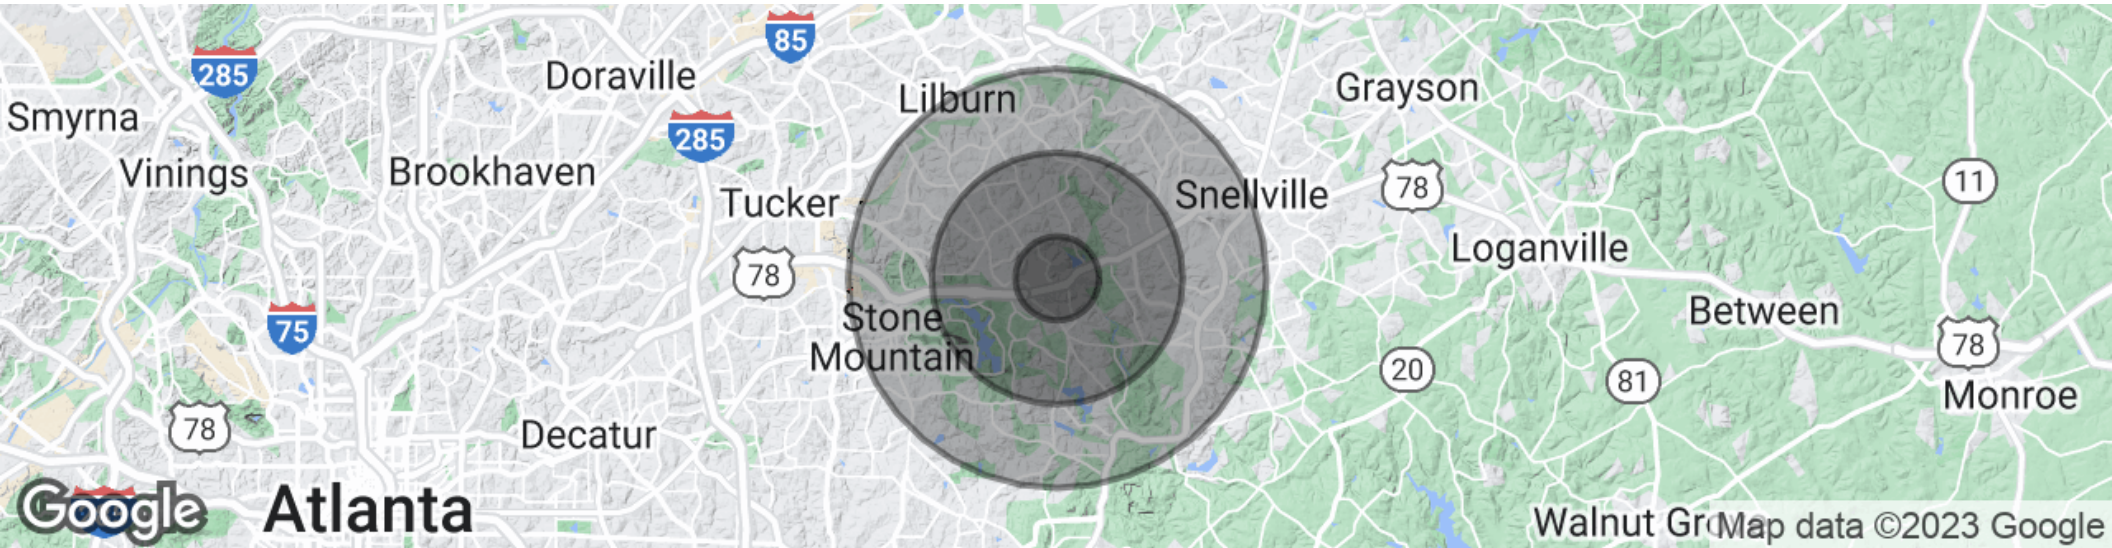 85
285
Doraville
Grayson
Lilburn
Smyrna
285
Vinings
Brookhaven
78
11
Tucker
Snellville
Loganville
78
Stone
Mountain
Between
75
78
20
81
Monroe
78
Decatur
Google
Atlanta
Walnut
Map data ©2023 Google